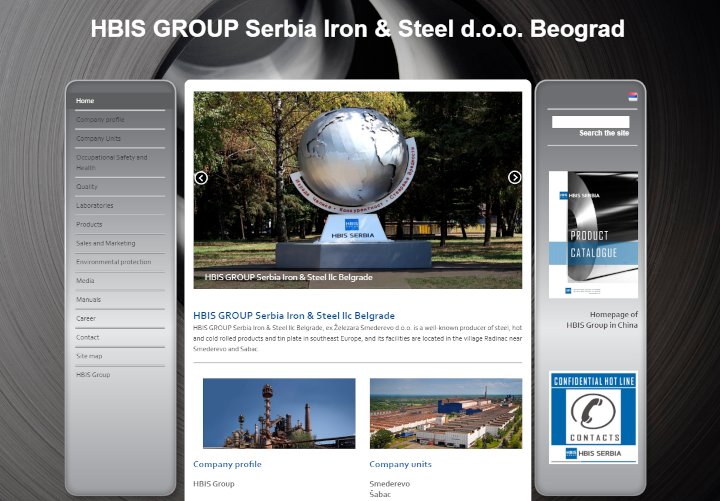 HBIS GROUP Serbia Iron & Steel d.o.o. Beograd
Home
Company profile
Company Units
Occupational Safety and
Health
Quality
Laboratories
Products
Sales and Marketing
Environmental protection
Media
Manuals
Career
Contact
Site map
HBIS Group
HBIS
HBIS SERBIA
HBIS GROUP Serbia Iron & Steel llc Belgrade
HBIS GROUP Serbia Iron & Steel llc Belgrade
HBIS GROUP Serbia Iron & Steel llc Belgrade, ex Železara Smederevo d.o.o. is a well-known producer of steel, hot
and cold rolled products and tin plate in southeast Europe, and its facilities are located in the village Radinac near
Smederevo and Sabac.
Company profile
HBIS Group
Company units
Smederevo
Šabac
Search the site
HBIS SERBIA
PRODUCT
CATALOGUE
HBIS SERBIA
Homepage of
HBIS Group in China
CONFIDENTIAL HOT LINE
CONTACTS
HBIS SERBIA